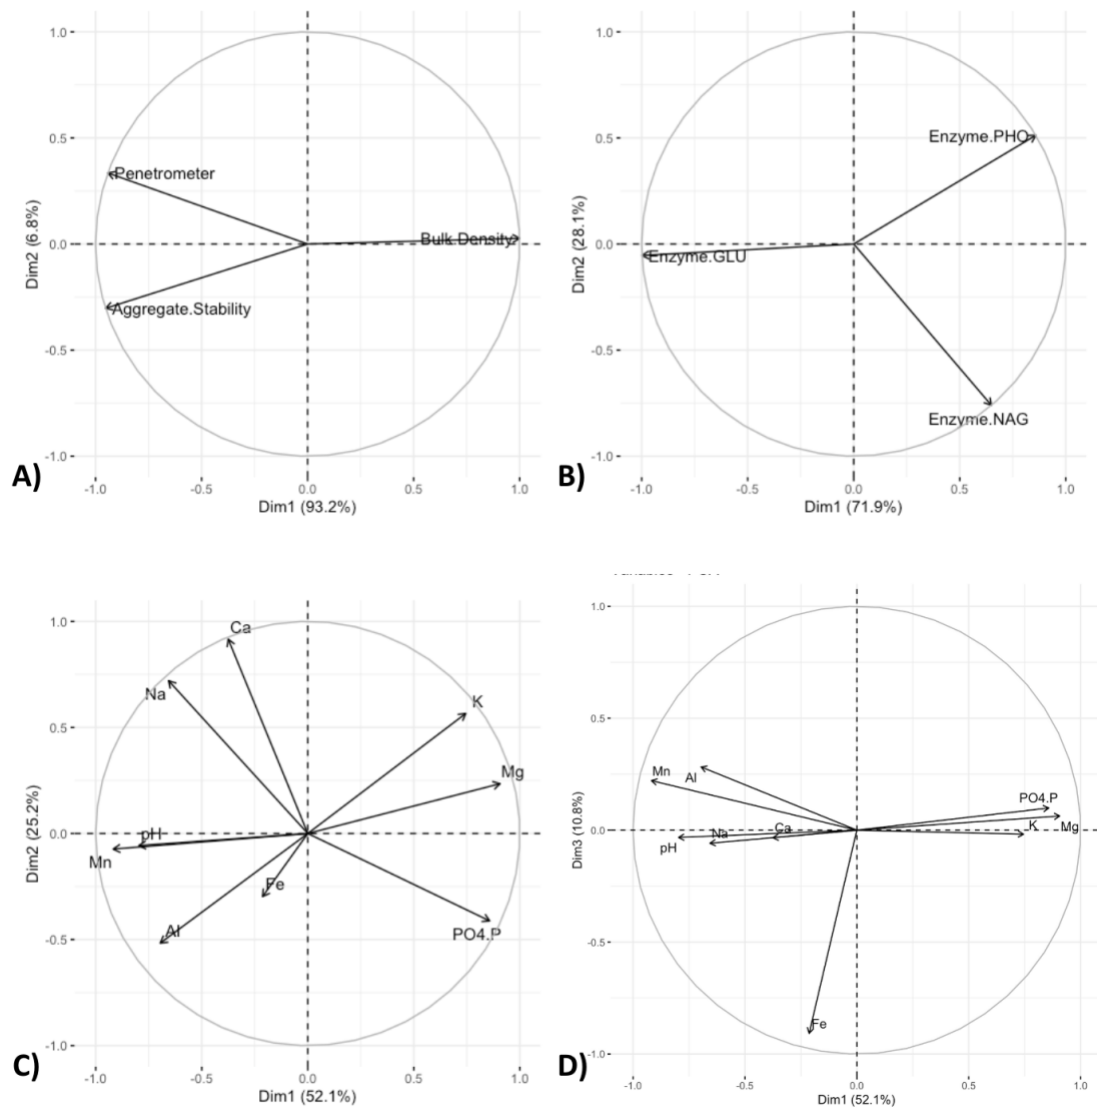 1.0
0.5
Penetrometer
Dim2 (6.8%)
0.0
Bulk.Density
Aggregate.Stability
-0.5
-1.0
A)
-1.0 -0.5 0.0 0.5 1.0
Dim1 (93.2%)
1.0
0.5
Enzyme.PHO
Dim2 (28.1%)
0.0
Enzyme.GLU
-0.5
Enzyme.NAG
-1.0
B)
-1.0 -0.5 0.0 0.5 1.0
Dim1 (71.9%)
1.0
Ca
Na
K
0.5
Mg
Dim2 (25.2%)
0.0
pH
Mn
Fe
Al
PO4.P
-0.5
-1.0
C)
-1.0 -0.5 0.0 0.5 1.0
Dim1 (52.1%)
1.0
0.5
Mn
Al
PO4.P
Dim3 (10.8%)
0.0
Na
Ca
K
Mg
pH
-0.5
Fe
-1.0
D)
-1.0 -0.5 0.0 0.5 1.0
Dim1 (52.1%)